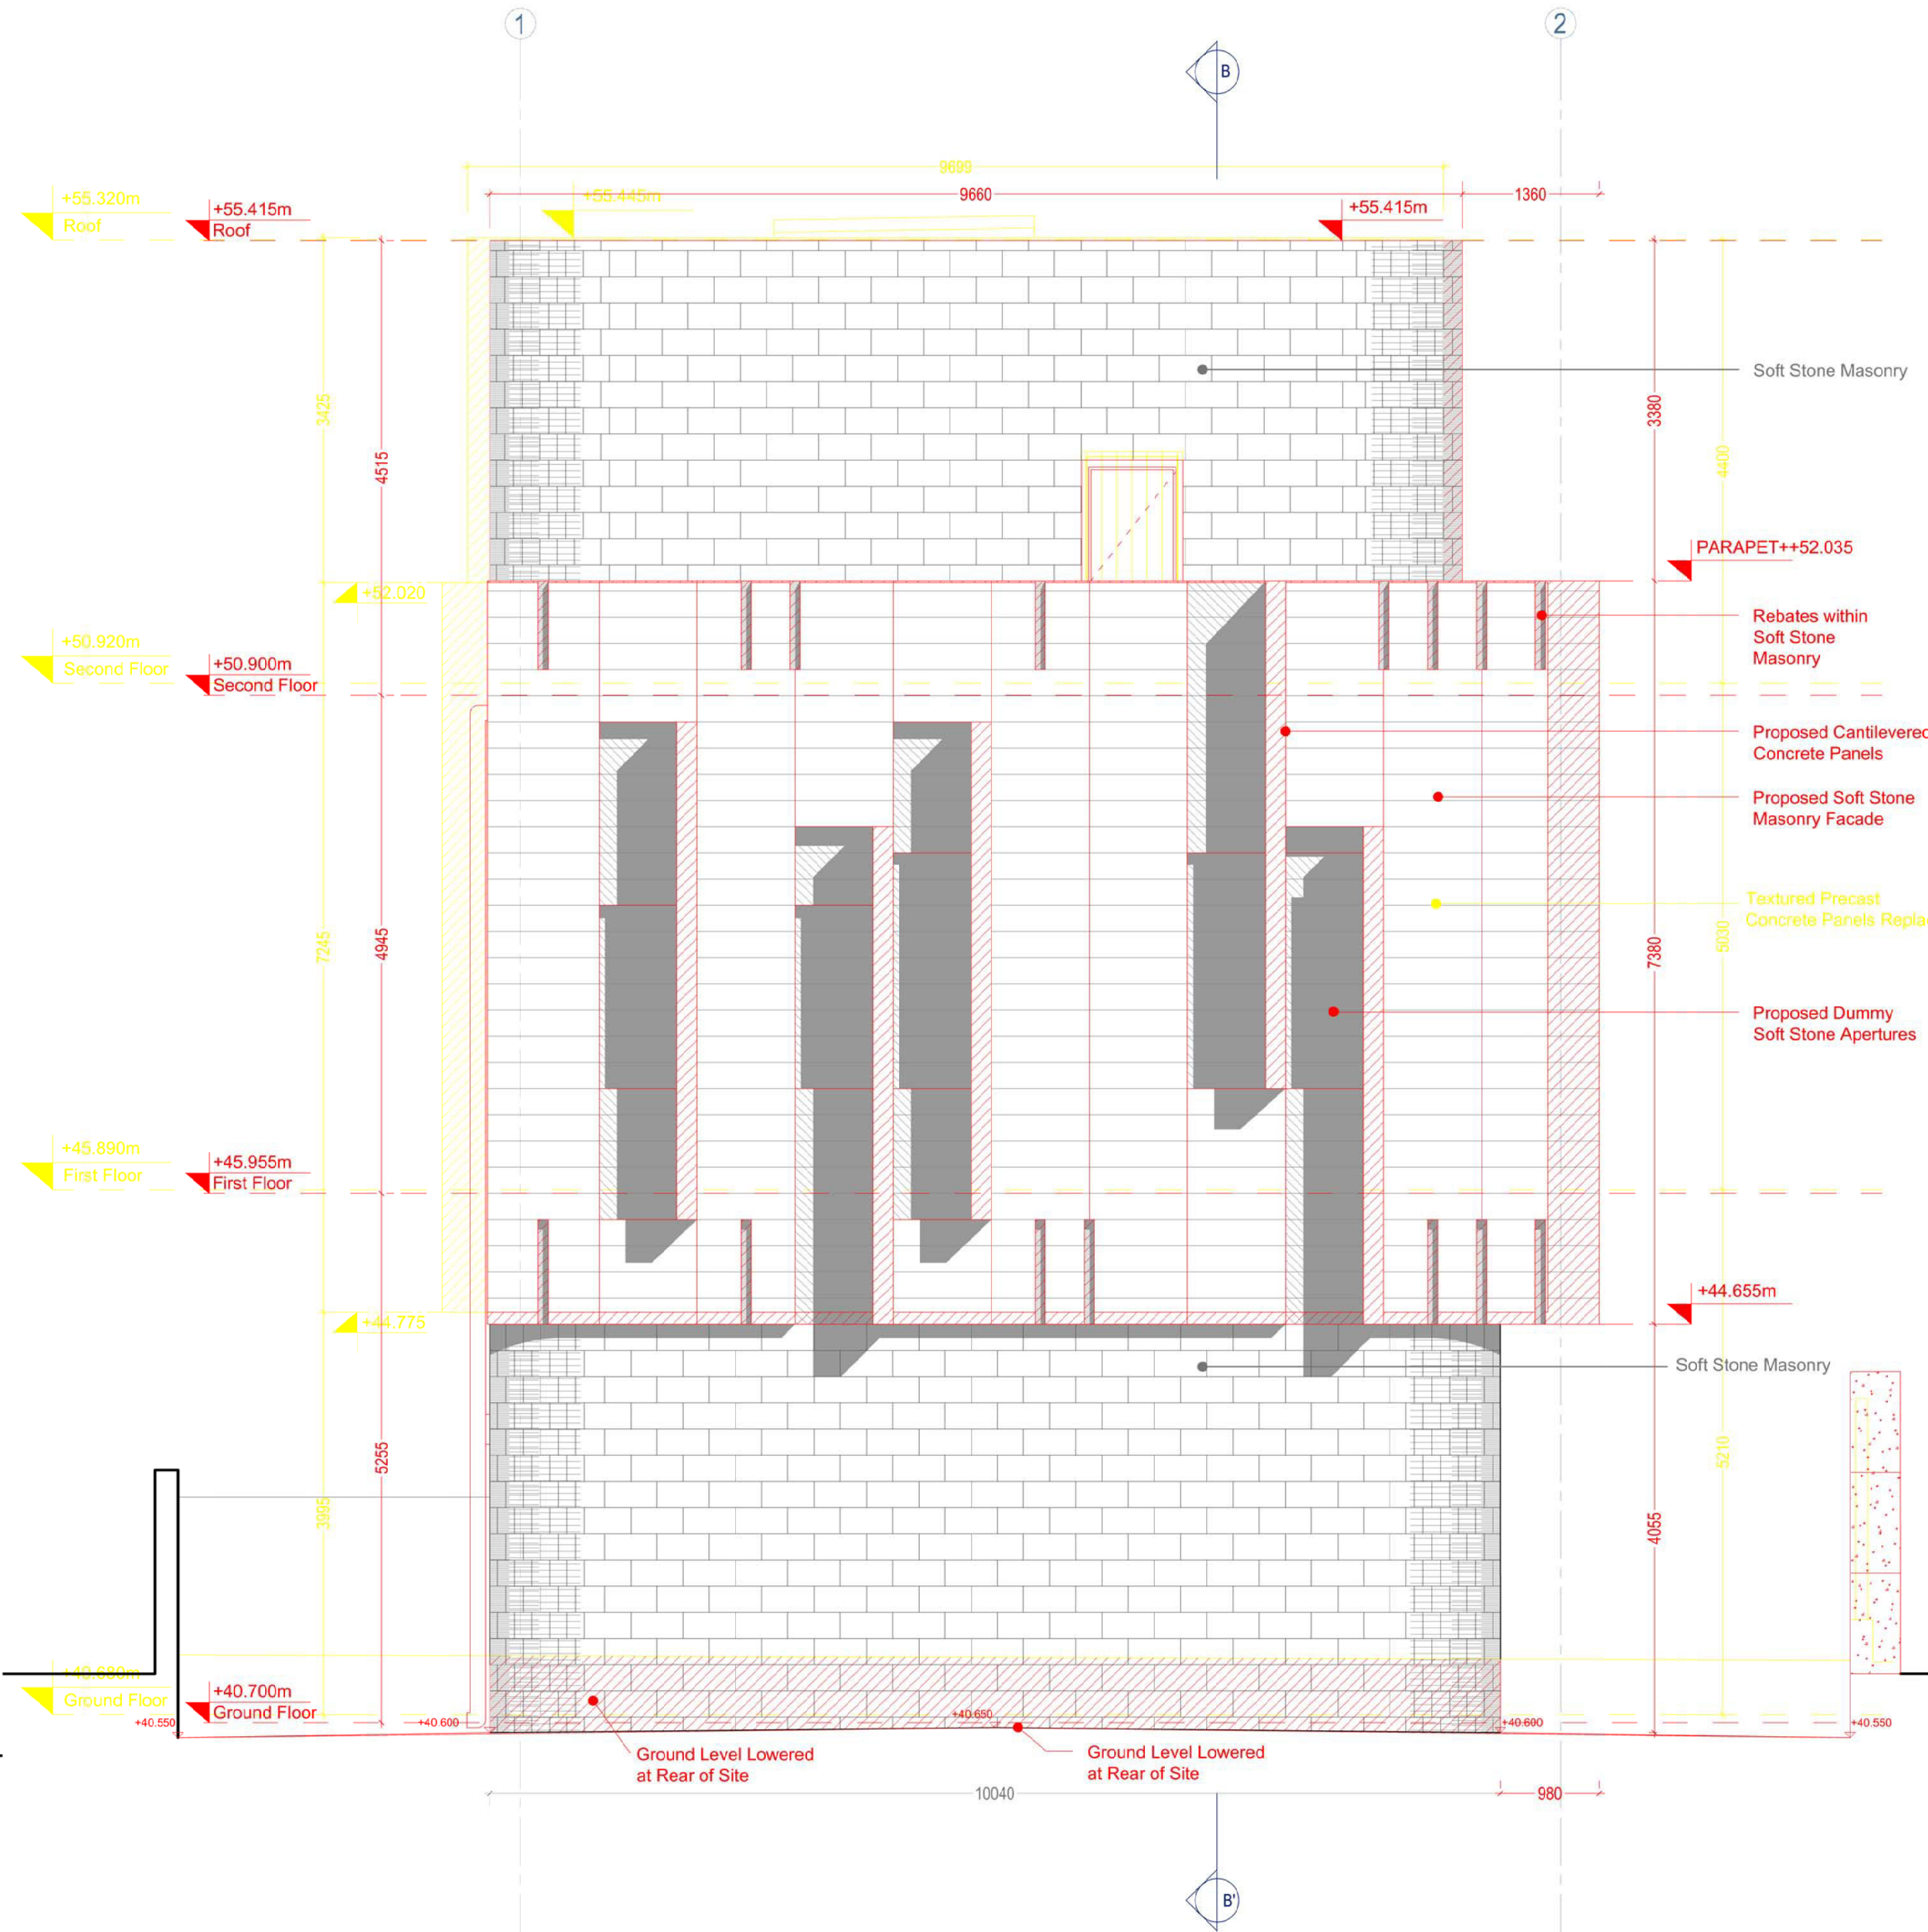 1
2
B
9699
+55.320m
Roof
+55.415m
Roof
+55.445m
9660
+55.415m
1360
Soft Stone Masonry
3425
4515
3380
4400
PARAPET++52.035
+52.020
Rebates within
Soft Stone
Masonry
+50.920m
Second Floor
+50.900m
Second Floor
Proposed Cantilevered
Concrete Panels
Proposed Soft Stone
Masonry Facade
Textured Precast
Concrete Panels Repla
7245
4945
7380
5030
Proposed Dummy
Soft Stone Apertures
+45.890m
First Floor
+45.955m
First Floor
+44.655m
+44.775
Soft Stone Masonry
3995
5255
4055
5210
+40.680m
Ground Floor
+40.700m
Ground Floor
+40.550
+40.600
+40.650
+40.600
+40.550
Ground Level Lowered
at Rear of Site
Ground Level Lowered
at Rear of Site
10040
980
B'